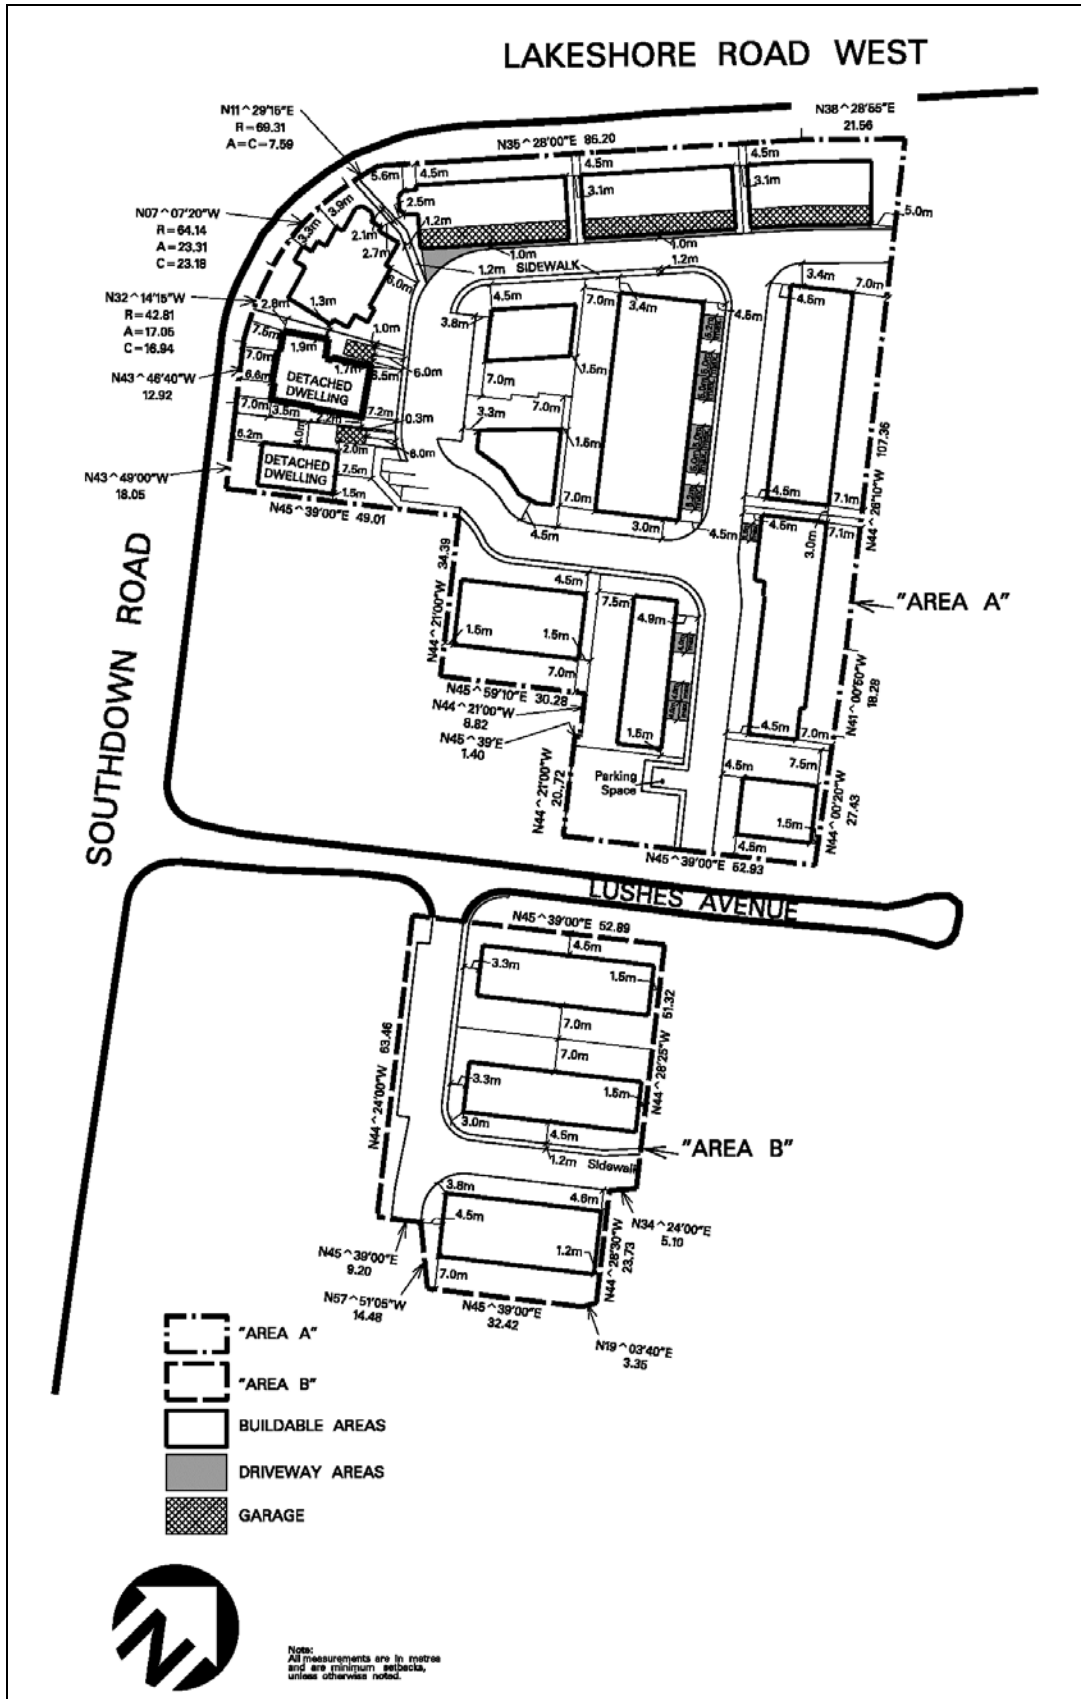 LAKESHORE ROAD WEST
N11^29'15"E
R=69.31
A=C=7.59
N38^28'55"E
21.56
N35^28'00"E 85.20
4.5m
4.5m
5.6m
4.5m
3.1m
3.1m
N07^07'20"W
R=64.14
A=23.31
C=23.18
3.9m
3.3m
2.5m
1.2m
2.1m
2.7m
5.0m
1.0m
1.0m
1.2m
SIDEWALK
1.2m
6.0m
N32^14'15"W
R=42.81
A=17.05
C=16.94
1.3m
2.8m
7.5m
1.9m
1.0m
4.5m
3.8m
7.0m
3.4m
4.5m
3.4m
4.5m
7.0m
N43^46'40"W
12.92
7.0m
6.6m
1.7m
6.5m
6.0m
DETACHED
DWELLING
7.0m
1.5m
7.0m
3.5m
2.2m
7.2m
0.3m
3.3m
7.0m
5.2m
4.0m
2.0m
6.0m
1.5m
DETACHED
DWELLING
7.5m
1.5m
N43^49'00"W
18.05
N45^39'00"E 49.01
7.0m
4.5m
3.0m
4.5m
4.5m
7.1m
4.5m
3.0m
7.1m
N44^26'10"W 107.36
SOUTHDOWN ROAD
34.39
N44^21'00"W
4.5m
7.5m
4.9m
1.5m
1.5m
7.0m
"AREA A"
N45^59'10"E 30.28
N44^21'00"W
8.82
N45^39'E
1.40
N44^21'00"W
20.72
1.5m
Parking
Space
4.5m
7.0m
N41^00'50"W
18.28
4.5m
7.5m
1.5m
4.5m
N44^00'20"W
27.43
N45^39'00"E 52.93
LUSHES AVENUE
N45^39'00"E 52.89
4.5m
3.3m
1.5m
7.0m
7.0m
51.32
N44^28'25"W
N44^24'00"W 63.46
3.3m
1.5m
3.0m
4.5m
1.2m Sidewalk
"AREA B"
3.8m
4.6m
4.5m
1.2m
7.0m
N34^24'00"E
5.10
N44^28'30"W
23.73
N45^39'00"E
9.20
N57^51'05"W
14.48
N45^39'00"E
32.42
N19^03'40"E
3.35
"AREA A"
"AREA B"
BUILDABLE AREAS
DRIVEWAY AREAS
GARAGE
N
Note:
All measurements are in metres
and are minimum setbacks,
unless otherwise noted.